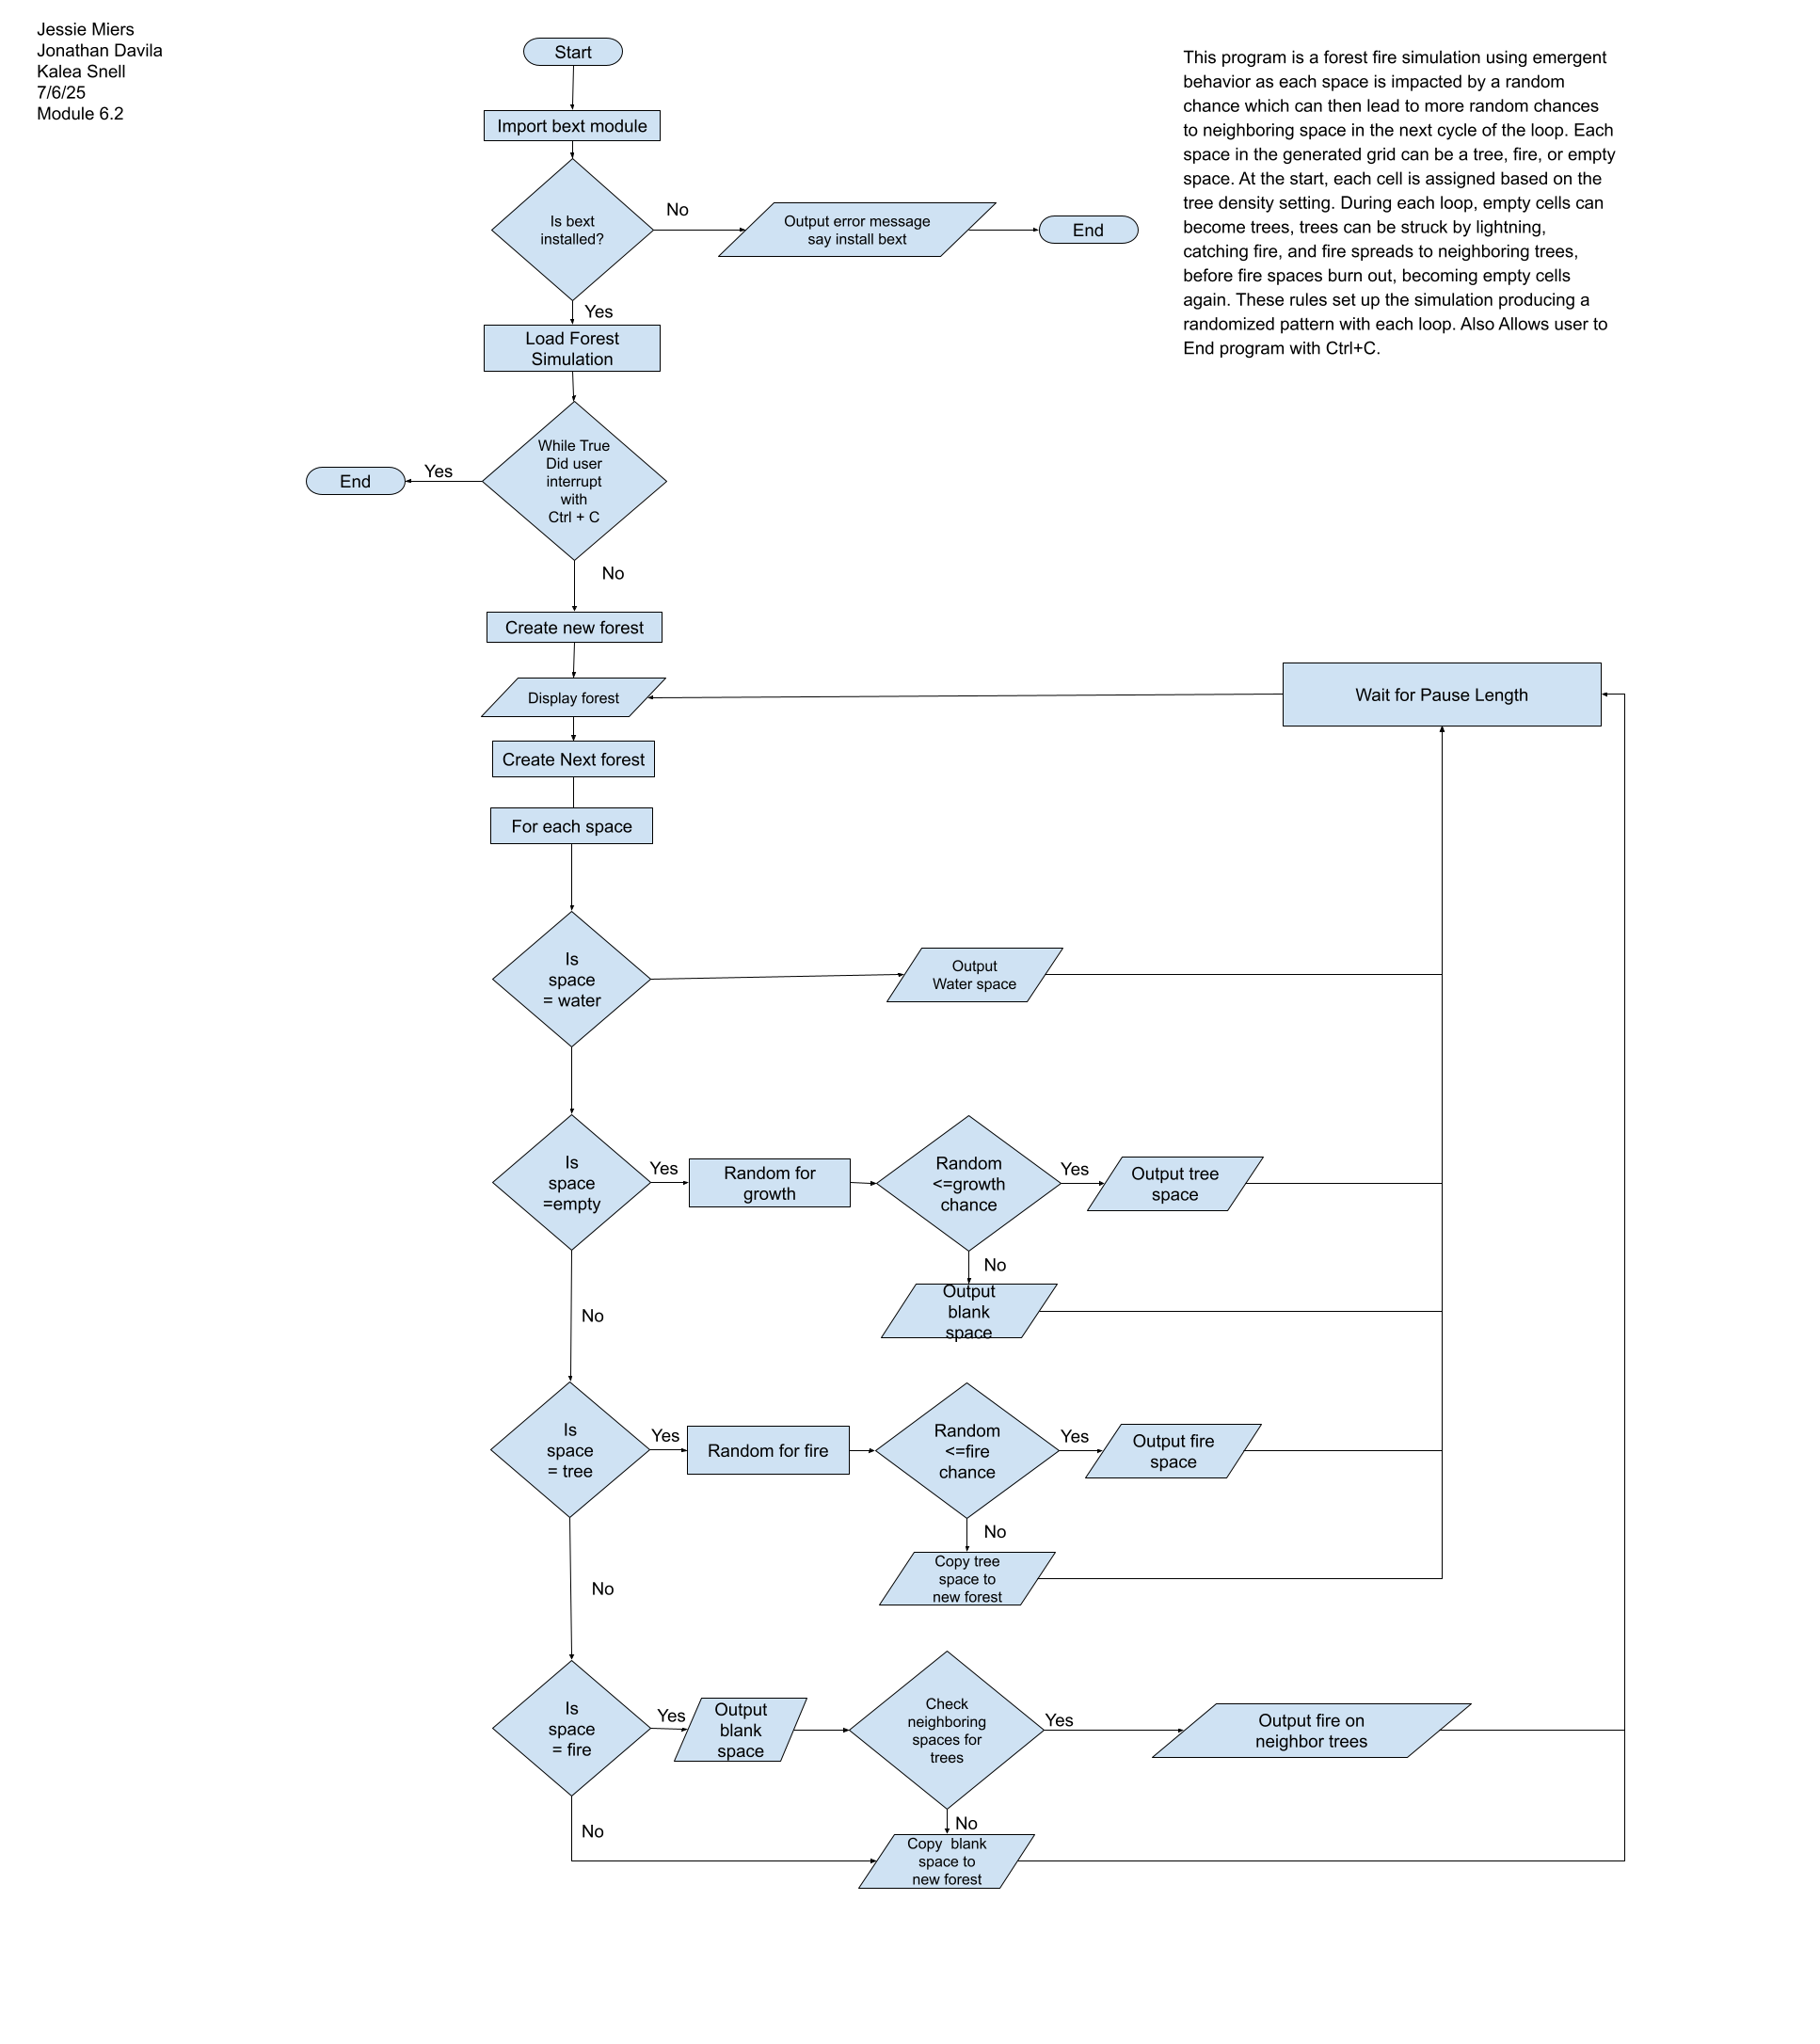 Jessie Miers
Jonathan Davila
Kalea Snell
7/6/25
Module 6.2
This program is a forest fire simulation using emergent
behavior as each space is impacted by a random
chance which can then lead to more random chances
to neighboring space in the next cycle of the loop. Each
space in the generated grid can be a tree, fire, or empty
space. At the start, each cell is assigned based on the
tree density setting. During each loop, empty cells can
become trees, trees can be struck by lightning,
catching fire, and fire spreads to neighboring trees,
before fire spaces burn out, becoming empty cells
again. These rules set up the simulation producing a
randomized pattern with each loop. Also Allows user to
End program with Ctrl+C.
Start
Import bext module
Is bext
installed?
No
Output error message
say install bext
End
Yes
Load Forest
Simulation
While True
Did user
interrupt
with
Ctrl + C
Yes
End
No
Create new forest
Display forest
Wait for Pause Length
Create Next forest
For each space
Is
space
= water
Output
Water space
Is
space
=empty
Yes
Random for
growth
Random
<=growth
chance
Yes
Output tree
space
No
Output
blank
space
No
Is
space
= tree
Yes
Random for fire
Random
<=fire
chance
Yes
Output fire
space
No
Copy tree
space to
new forest
No
Is
space
= fire
Yes
Output
blank
space
Check
neighboring
spaces for
trees
Yes
Output fire on
neighbor trees
No
No
Copy blank
space to
new forest